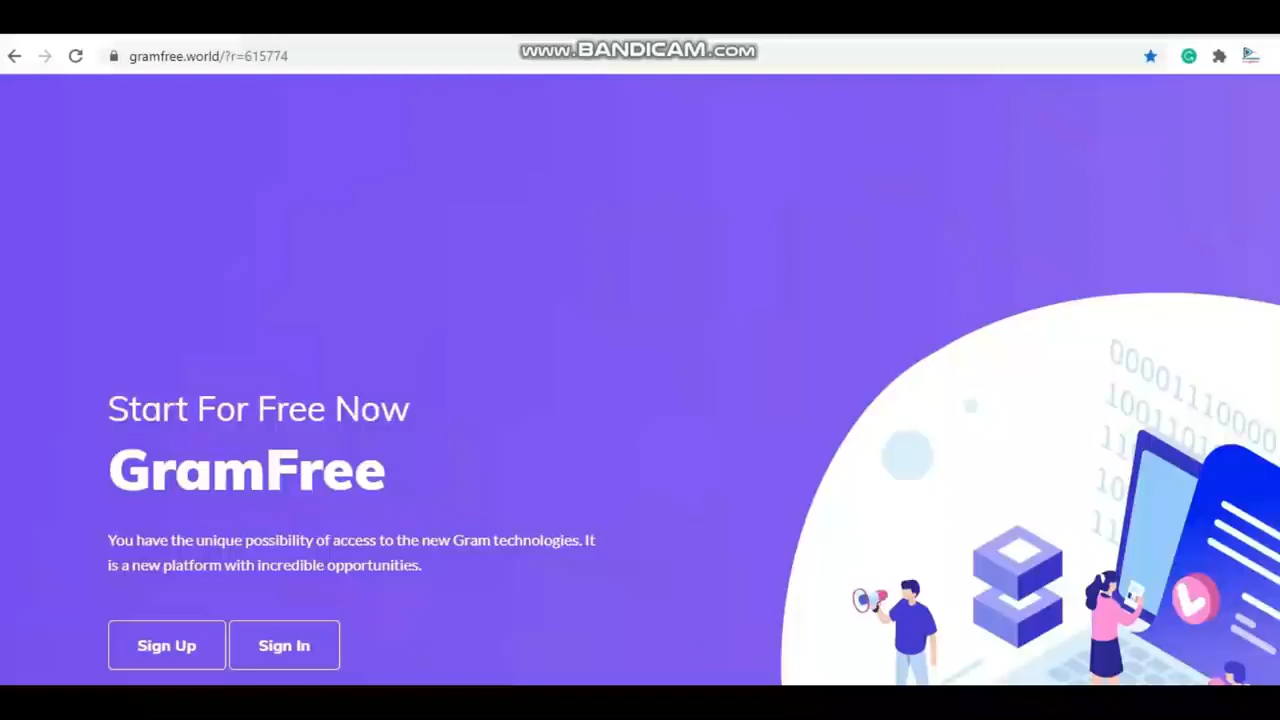 www.BANDICAM.com
gramfree.world/?r=615774
Start For Free Now
GramFree
You have the unique possibility of access to the new Gram technologies. It
is a new platform with incredible opportunities.
Sign Up
Sign In
00001110000